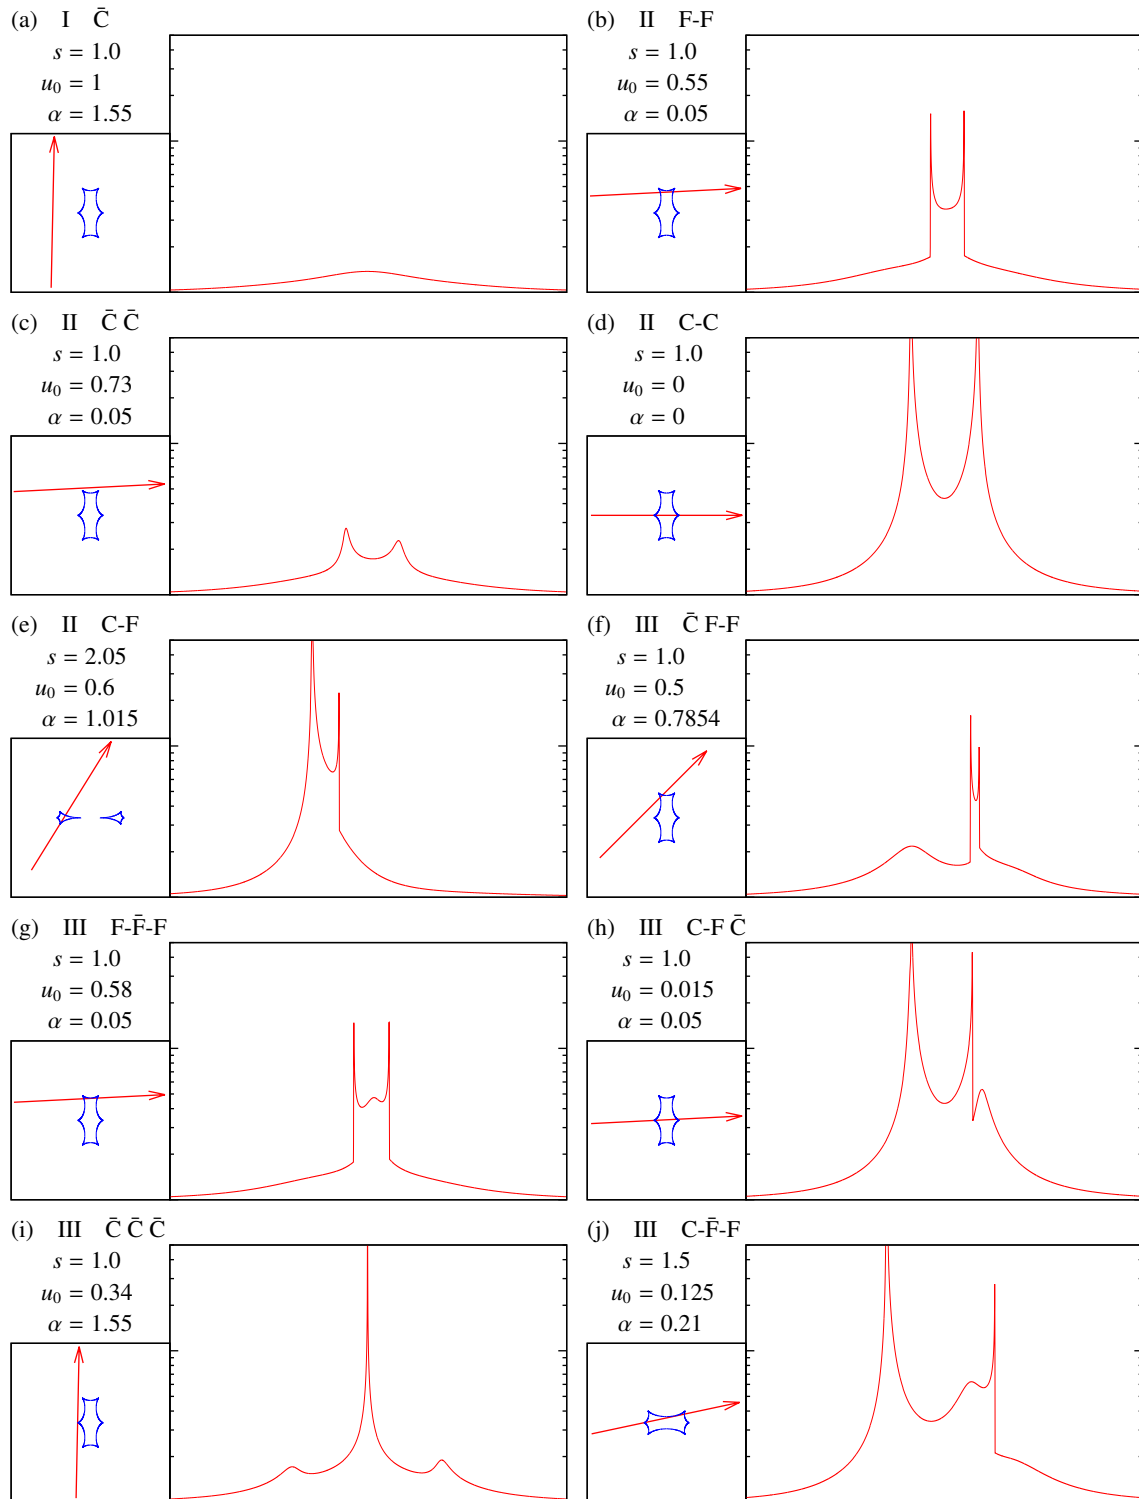 (a) I C̄
s = 1.0
u₀ = 1
α = 1.55
(b) II F-F
s = 1.0
u₀ = 0.55
α = 0.05
(c) II C̄ C̄
s = 1.0
u₀ = 0.73
α = 0.05
(d) II C-C
s = 1.0
u₀ = 0
α = 0
(e) II C-F
s = 2.05
u₀ = 0.6
α = 1.015
(f) III C̄ F-F
s = 1.0
u₀ = 0.5
α = 0.7854
(g) III F-F̄-F
s = 1.0
u₀ = 0.58
α = 0.05
(h) III C-F C̄
s = 1.0
u₀ = 0.015
α = 0.05
(i) III C̄ C̄ C̄
s = 1.0
u₀ = 0.34
α = 1.55
(j) III C-F̄-F
s = 1.5
u₀ = 0.125
α = 0.21